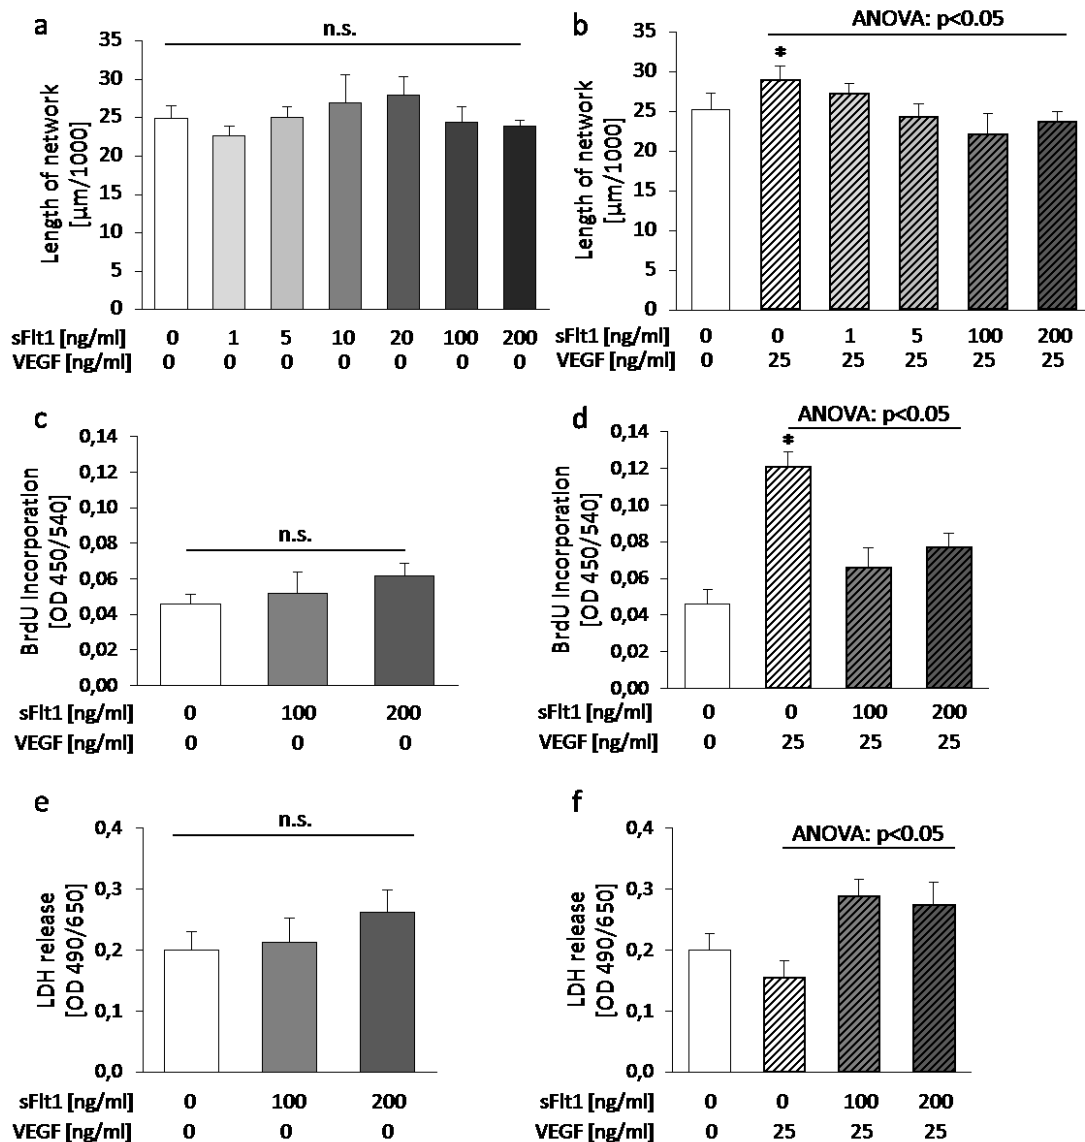 a
n.s.
35
30
25
20
15
10
5
0
Length of network
[µm/1000]
sFlt1 [ng/ml] 0 1 5 10 20 100 200
VEGF [ng/ml] 0 0 0 0 0 0 0
b
ANOVA: p<0.05
*
35
30
25
20
15
10
5
0
Length of network
[µm/1000]
sFlt1 [ng/ml] 0 0 1 5 100 200
VEGF [ng/ml] 0 25 25 25 25 25
c
n.s.
0,14
0,12
0,10
0,08
0,06
0,04
0,02
0,00
BrdU Incorporation
[OD 450/540]
sFlt1 [ng/ml] 0 100 200
VEGF [ng/ml] 0 0 0
d
ANOVA: p<0.05
*
0,14
0,12
0,10
0,08
0,06
0,04
0,02
0,00
BrdU Incorporation
[OD 450/540]
sFlt1 [ng/ml] 0 0 100 200
VEGF [ng/ml] 0 25 25 25
e
n.s.
0,4
0,3
0,2
0,1
0,0
LDH release
[OD 490/650]
sFlt1 [ng/ml] 0 100 200
VEGF [ng/ml] 0 0 0
f
ANOVA: p<0.05
0,4
0,3
0,2
0,1
0,0
LDH release
[OD 490/650]
sFlt1 [ng/ml] 0 0 100 200
VEGF [ng/ml] 0 25 25 25